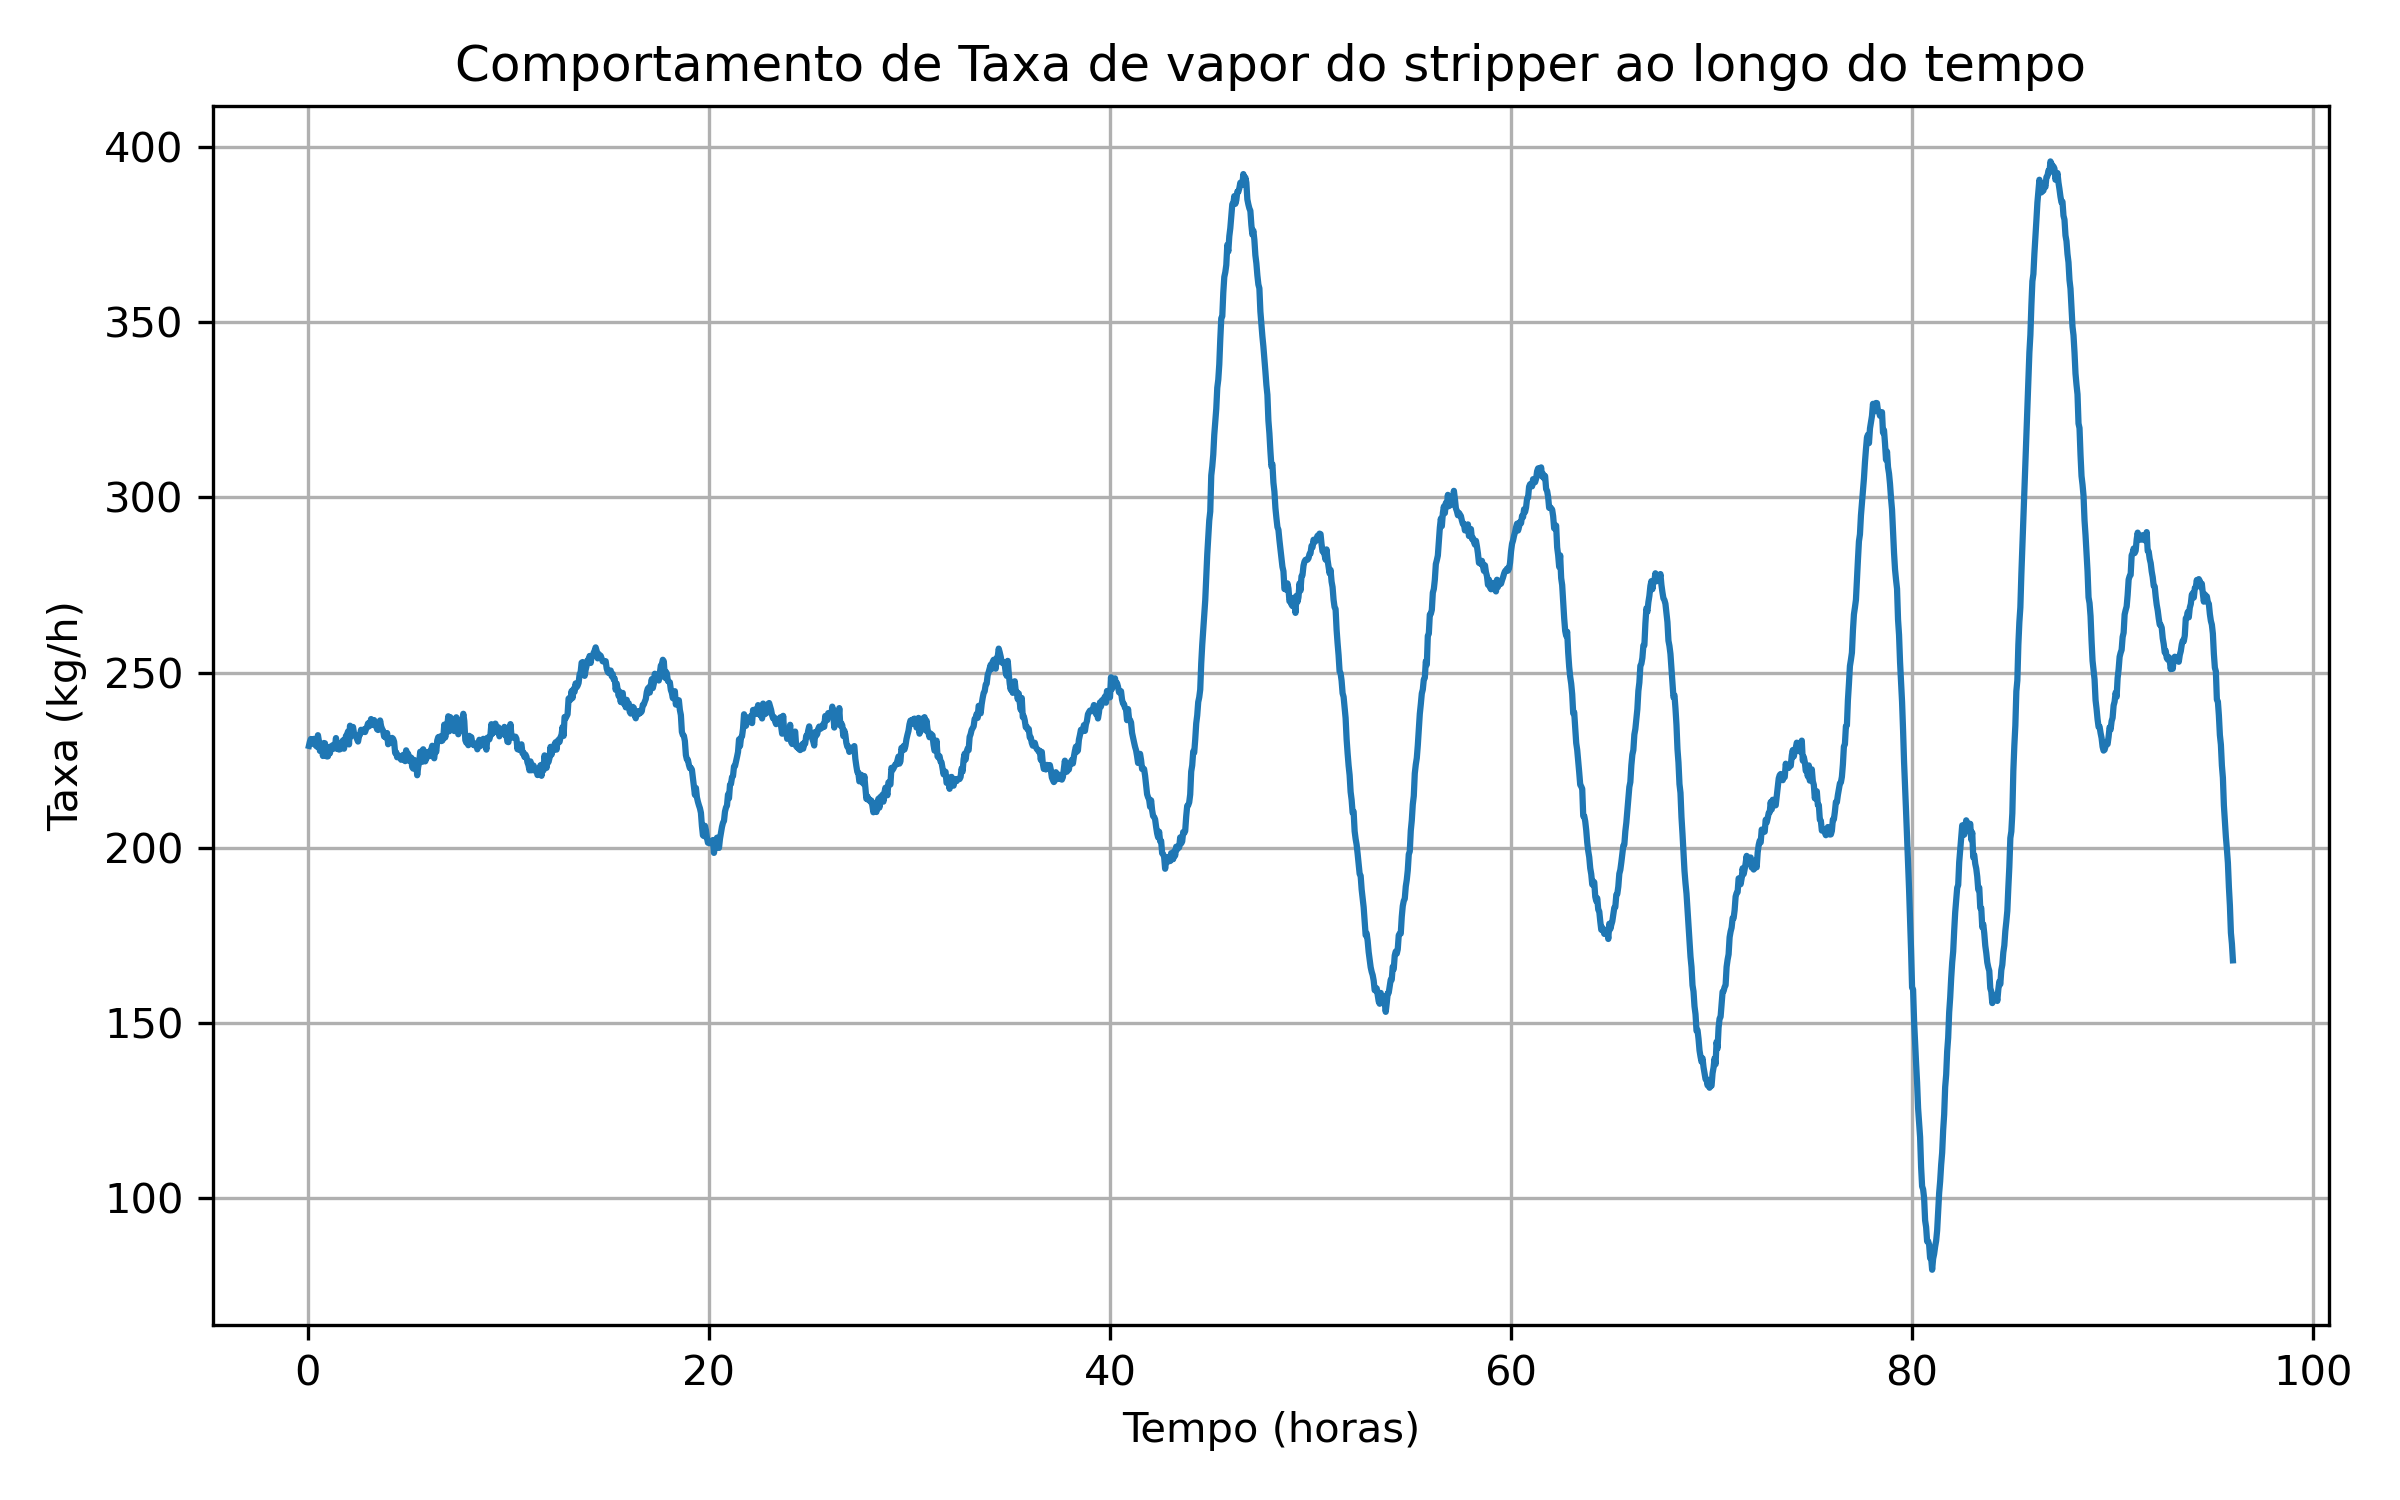 Comportamento de Taxa de vapor do stripper ao longo do tempo
400
350
300
250
200
150
100
Taxa (kg/h)
0 20 40 60 80 100
Tempo (horas)